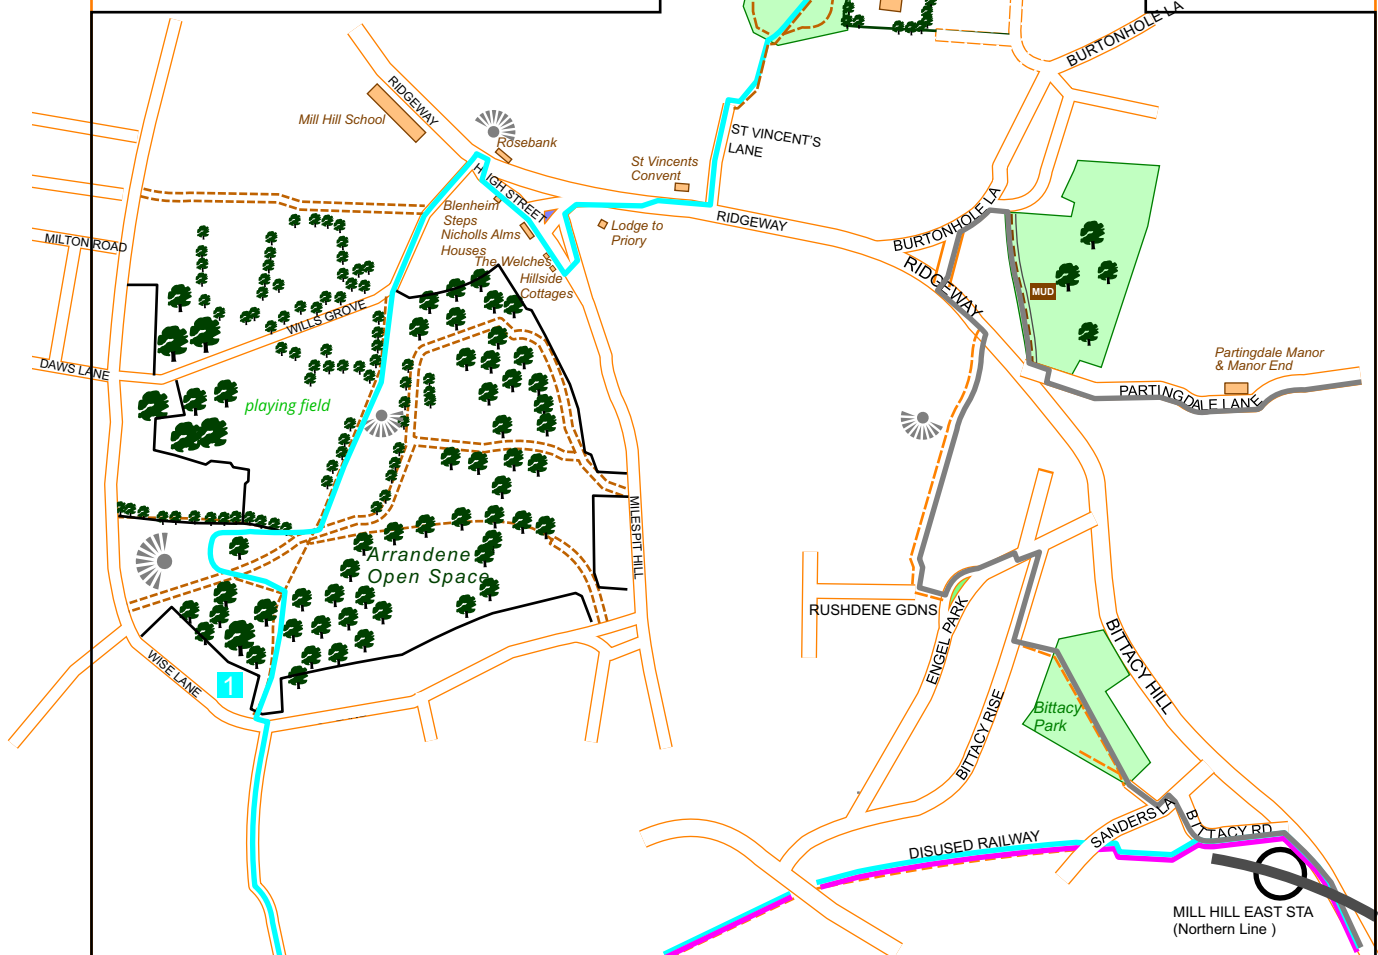 BURTONHOLE LA
RIDGEWAY
Mill Hill School
Rosebank
ST VINCENT'S
LANE
St Vincents
Convent
HIGH STREET
Blenheim
Steps
Nicholls Alms
Houses
The Welches
Hillside
Cottages
Lodge to
Priory
RIDGEWAY
BURTONHOLE LA
RIDGEWAY
MUD
MILTON ROAD
WILLS GROVE
DAWS LANE
playing field
Partingdale Manor
& Manor End
PARTINGDALE LANE
MILESPIT HILL
Arrandene
Open Space
RUSHDENE GDNS
ENGEL PARK
BITTACY HILL
WISE LANE
1
BITTACY RISE
Bittacy
Park
SANDERS LA
BITTACY RD
DISUSED RAILWAY
MILL HILL EAST STA
(Northern Line )